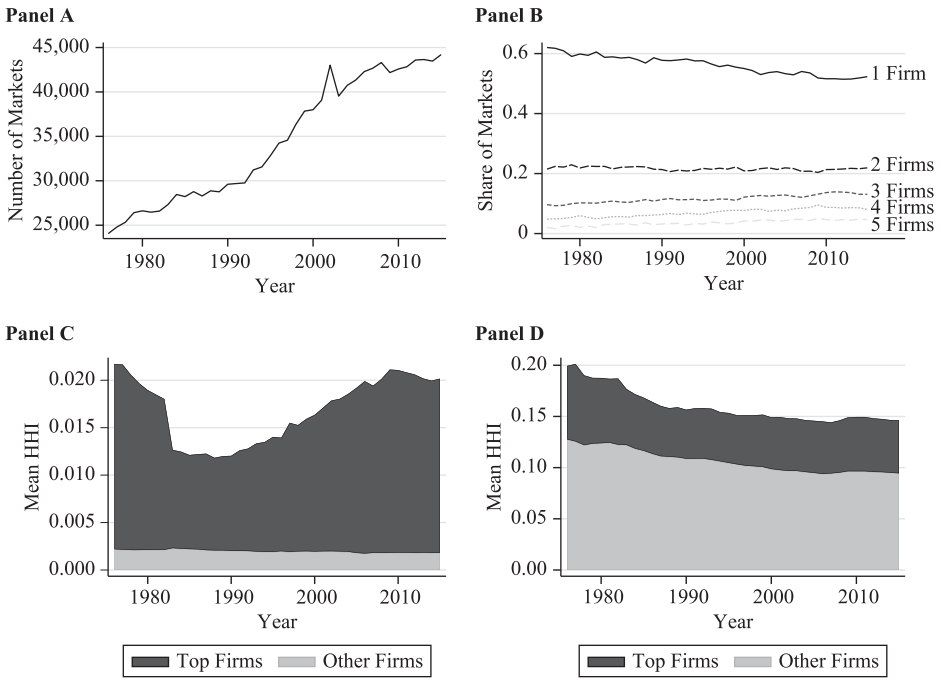 Panel A
Number of Markets
45,000
40,000
35,000
30,000
25,000
1980 1990 2000 2010
Year
Panel B
Share of Markets
0.6
0.4
0.2
0
1 Firm
2 Firms
3 Firms
4 Firms
5 Firms
1980 1990 2000 2010
Year
Panel C
Mean HHI
0.020
0.015
0.010
0.005
0.000
1980 1990 2000 2010
Year
Top Firms Other Firms
Panel D
Mean HHI
0.20
0.15
0.10
0.05
0.00
1980 1990 2000 2010
Year
Top Firms Other Firms